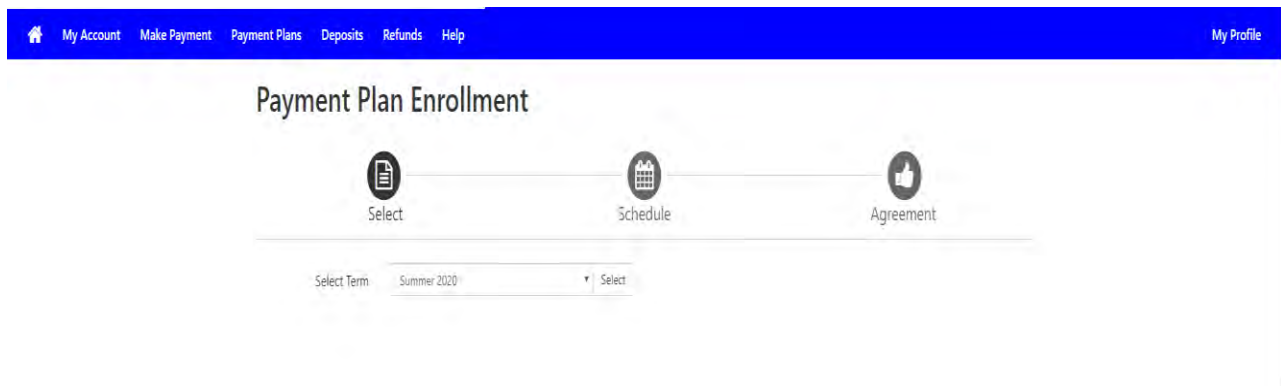 My Account Make Payment Payment Plans Deposits Refunds Help My Profile
Payment Plan Enrollment
Select Schedule Agreement
Select Term Summer 2020 Select